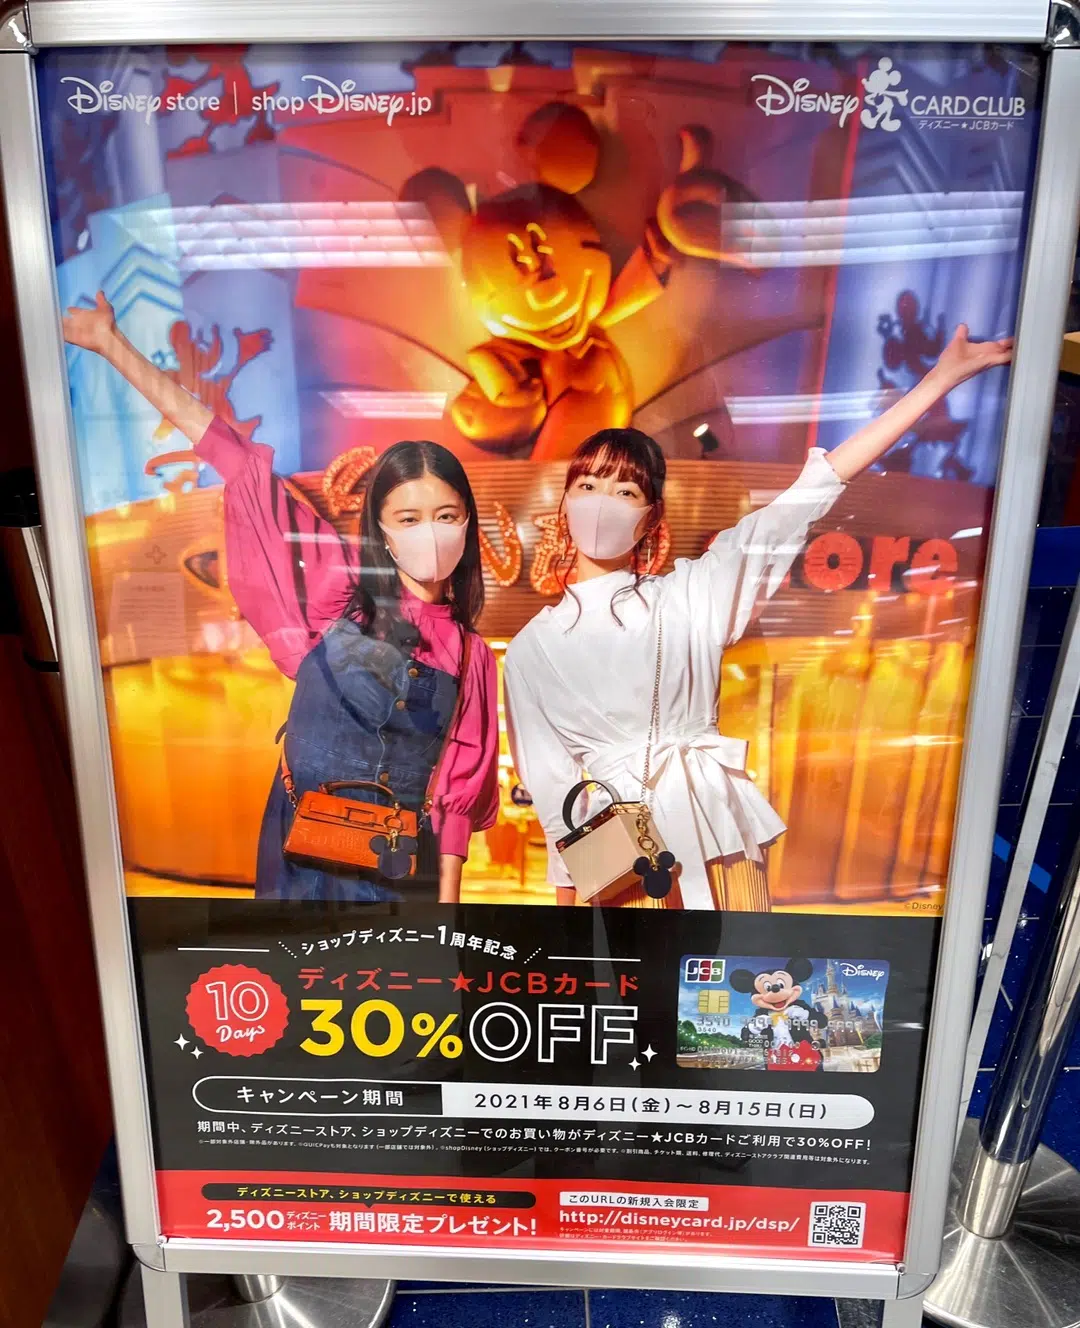 Disney store | shop Disney.jp
Disney CARD CLUB
ディズニー★JCBカード
store
©Disney
ショップディズニー1周年記念
10 Days
ディズニー★JCBカード
30%OFF
JCB
Disney
キャンペーン期間
2021年8月6日(金)～8月15日(日)
期間中、ディズニーストア、ショップディズニーでのお買い物がディズニー★JCBカードご利用で30%OFF!
ディズニーストア、ショップディズニーで使える
2,500ディズニーポイント 期間限定プレゼント!
このURLの新規入会限定
http://disneycard.jp/dsp/